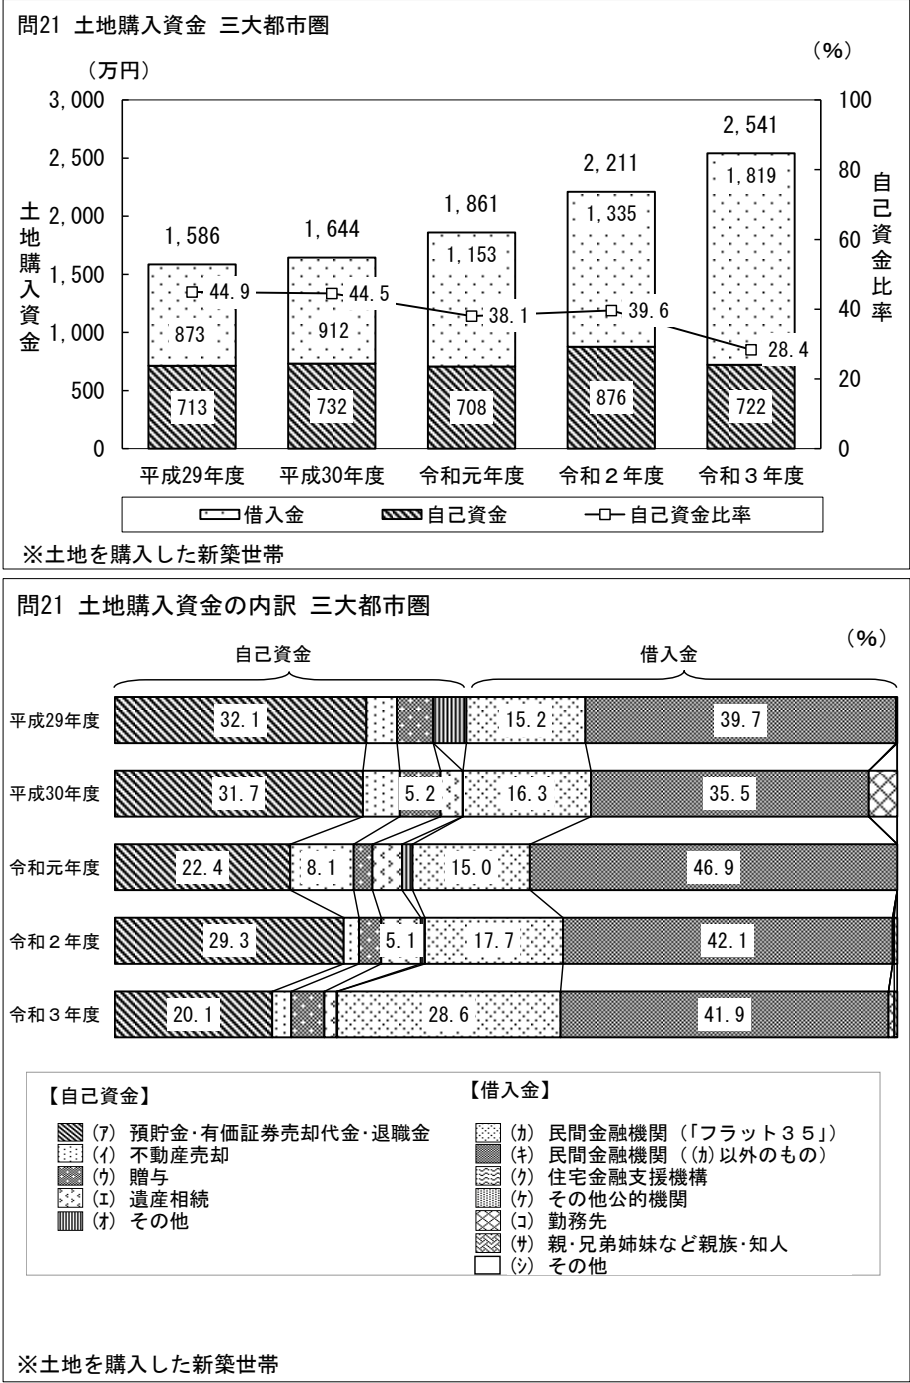 問21 土地購入資金 三大都市圏
(％)
(万円)
3,000
2,500
2,000
1,500
1,000
500
0
土地購入資金
100
80
60
40
20
0
自己資金比率
1,586
1,644
1,861
2,211
2,541
873
912
1,153
1,335
1,819
44.9
44.5
38.1
39.6
28.4
713
732
708
876
722
平成29年度 平成30年度 令和元年度 令和２年度 令和３年度
借入金 自己資金 自己資金比率
※土地を購入した新築世帯
問21 土地購入資金の内訳 三大都市圏
(％)
自己資金 借入金
平成29年度 32.1 15.2 39.7
平成30年度 31.7 5.2 16.3 35.5
令和元年度 22.4 8.1 15.0 46.9
令和２年度 29.3 5.1 17.7 42.1
令和３年度 20.1 28.6 41.9
【自己資金】
(ｱ) 預貯金･有価証券売却代金･退職金
(ｲ) 不動産売却
(ｳ) 贈与
(ｴ) 遺産相続
(ｵ) その他
【借入金】
(ｶ) 民間金融機関（｢フラット３５｣）
(ｷ) 民間金融機関（(ｶ)以外のもの）
(ｸ) 住宅金融支援機構
(ｹ) その他公的機関
(ｺ) 勤務先
(ｻ) 親･兄弟姉妹など親族･知人
(ｼ) その他
※土地を購入した新築世帯